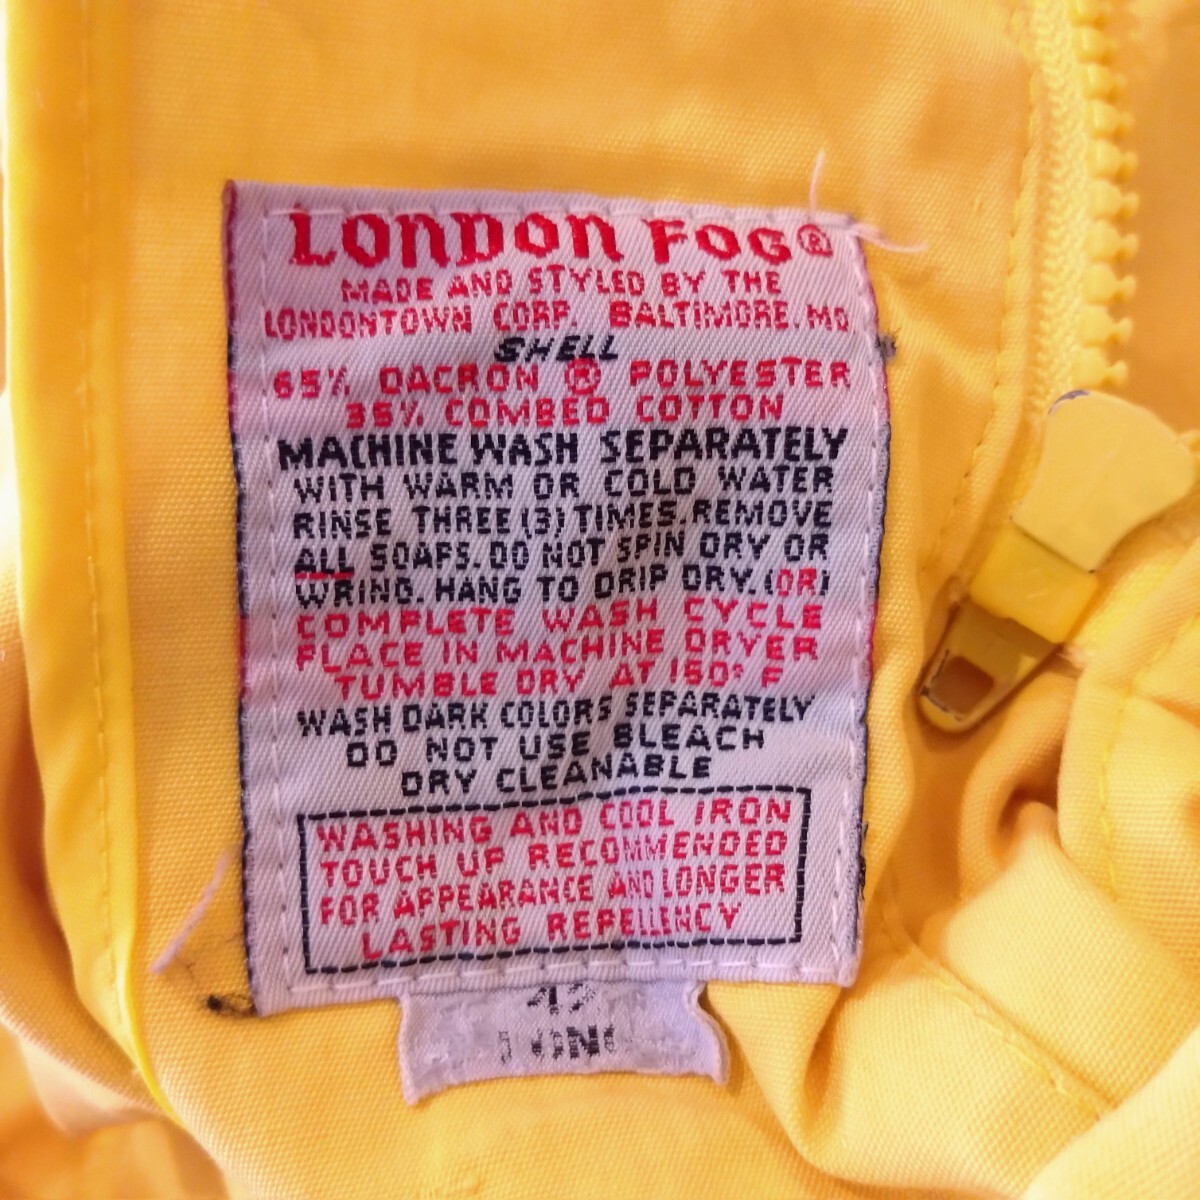 LONDON FOG®
MADE AND STYLED BY THE
LONDONTOWN CORP. BALTIMORE, MD.
SHELL
65% DACRON ® POLYESTER
35% COMBED COTTON
MACHINE WASH SEPARATELY
WITH WARM OR COLD WATER
RINSE THREE (3) TIMES. REMOVE
ALL SOAPS. DO NOT SPIN DRY OR
WRING. HANG TO DRIP DRY. (OR)
COMPLETE WASH CYCLE
PLACE IN MACHINE DRYER
TUMBLE DRY AT 150° F
WASH DARK COLORS SEPARATELY
DO NOT USE BLEACH
DRY CLEANABLE
WASHING AND COOL IRON
TOUCH UP RECOMMENDED
FOR APPEARANCE AND LONGER
LASTING REPELLENCY
42
LONG